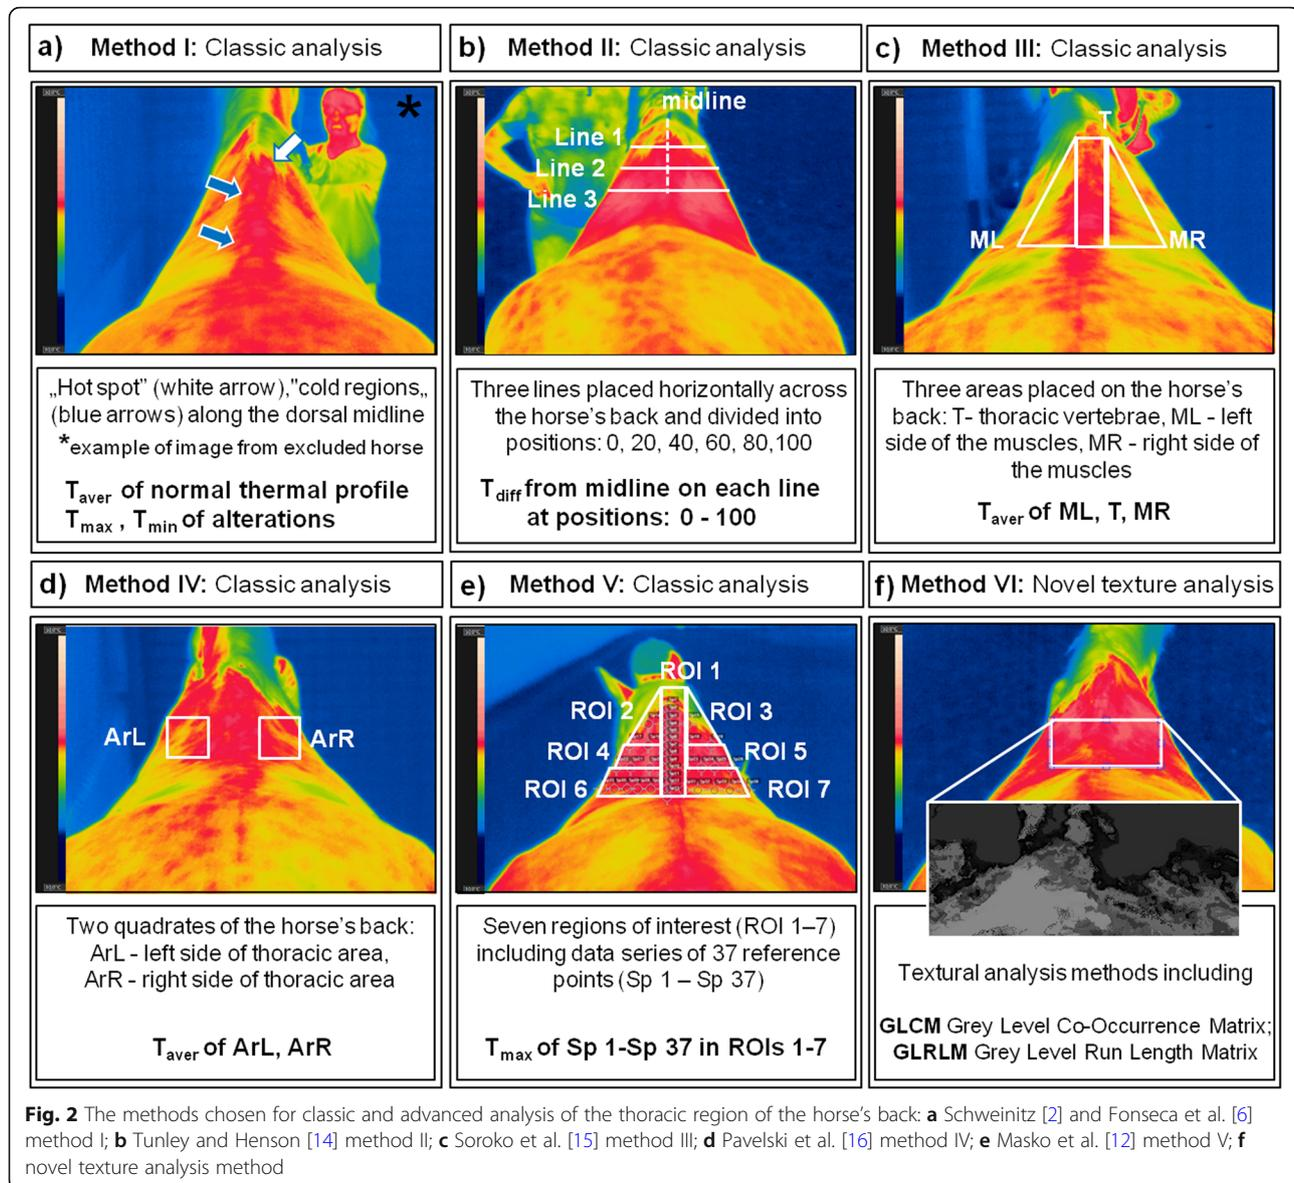 a) Method I: Classic analysis
„Hot spot" (white arrow),"cold regions„
(blue arrows) along the dorsal midline
*example of image from excluded horse
Taver of normal thermal profile
Tmax , Tmin of alterations
b) Method II: Classic analysis
midline
Line 1
Line 2
Line 3
Three lines placed horizontally across
the horse's back and divided into
positions: 0, 20, 40, 60, 80,100
Tdiff from midline on each line
at positions: 0 - 100
c) Method III: Classic analysis
T
ML MR
Three areas placed on the horse's
back: T- thoracic vertebrae, ML - left
side of the muscles, MR - right side of
the muscles
Taver of ML, T, MR
d) Method IV: Classic analysis
ArL ArR
Two quadrates of the horse's back:
ArL - left side of thoracic area,
ArR - right side of thoracic area
Taver of ArL, ArR
e) Method V: Classic analysis
ROI 1
ROI 2 ROI 3
ROI 4 ROI 5
ROI 6 ROI 7
Seven regions of interest (ROI 1–7)
including data series of 37 reference
points (Sp 1 – Sp 37)
Tmax of Sp 1-Sp 37 in ROIs 1-7
f) Method VI: Novel texture analysis
Textural analysis methods including
GLCM Grey Level Co-Occurrence Matrix;
GLRLM Grey Level Run Length Matrix
Fig. 2 The methods chosen for classic and advanced analysis of the thoracic region of the horse's back: a Schweinitz [2] and Fonseca et al. [6]
method I; b Tunley and Henson [14] method II; c Soroko et al. [15] method III; d Pavelski et al. [16] method IV; e Masko et al. [12] method V; f
novel texture analysis method